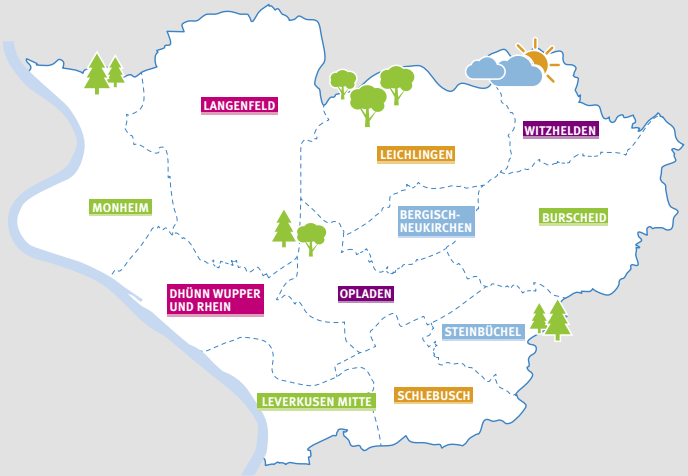 LANGENFELD
WITZHELDEN
LEICHLINGEN
MONHEIM
BERGISCH-
NEUKIRCHEN
BURSCHEID
DHÜNN WUPPER
UND RHEIN
OPLADEN
STEINBÜCHEL
LEVERKUSEN MITTE
SCHLEBUSCH